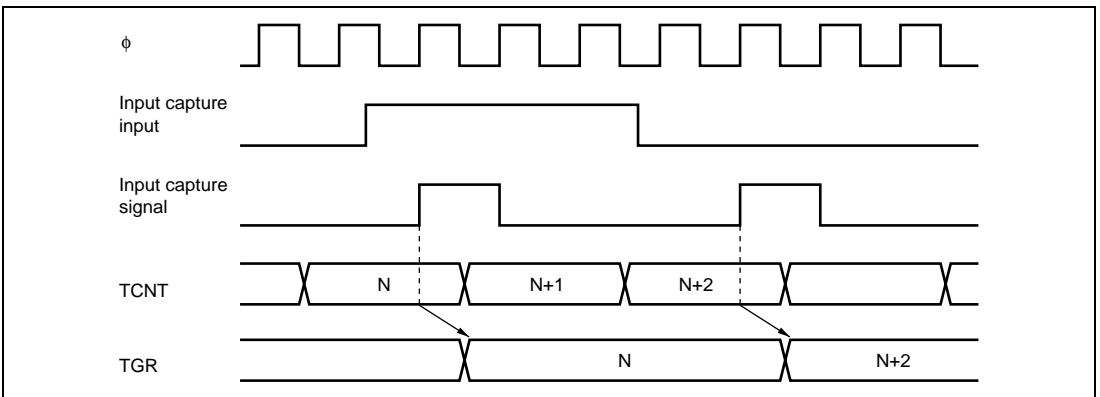 ϕ
Input capture
input
Input capture
signal
TCNT
N
N+1
N+2
TGR
N
N+2